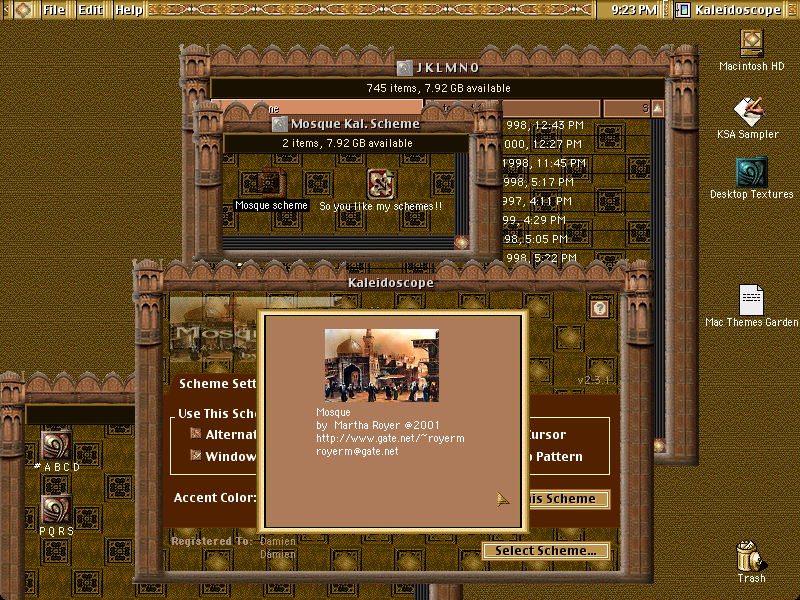 File Edit Help
9:23 PM
Kaleidoscope
Macintosh HD
KSA Sampler
Desktop Textures
Mac Themes Garden
Trash
JKLMNO
745 items, 7.92 GB available
998, 12:43 PM
000, 12:27 PM
1998, 11:45 PM
998, 5:17 PM
997, 4:11 PM
99, 4:29 PM
98, 5:05 PM
998, 5:22 PM
Mosque Kal. Scheme
2 items, 7.92 GB available
Mosque scheme
So you like my schemes!!
Kaleidoscope
Mosq
v2.3.1
Scheme Sett
Use This Sche
Alternat
Window
Cursor
Pattern
Accent Color:
his Scheme
Registered To: Damien
Damien
Select Scheme...
Mosque
by Martha Royer @2001
http://www.gate.net/~royerm
royerm@gate.net
#ABCD
PQRS